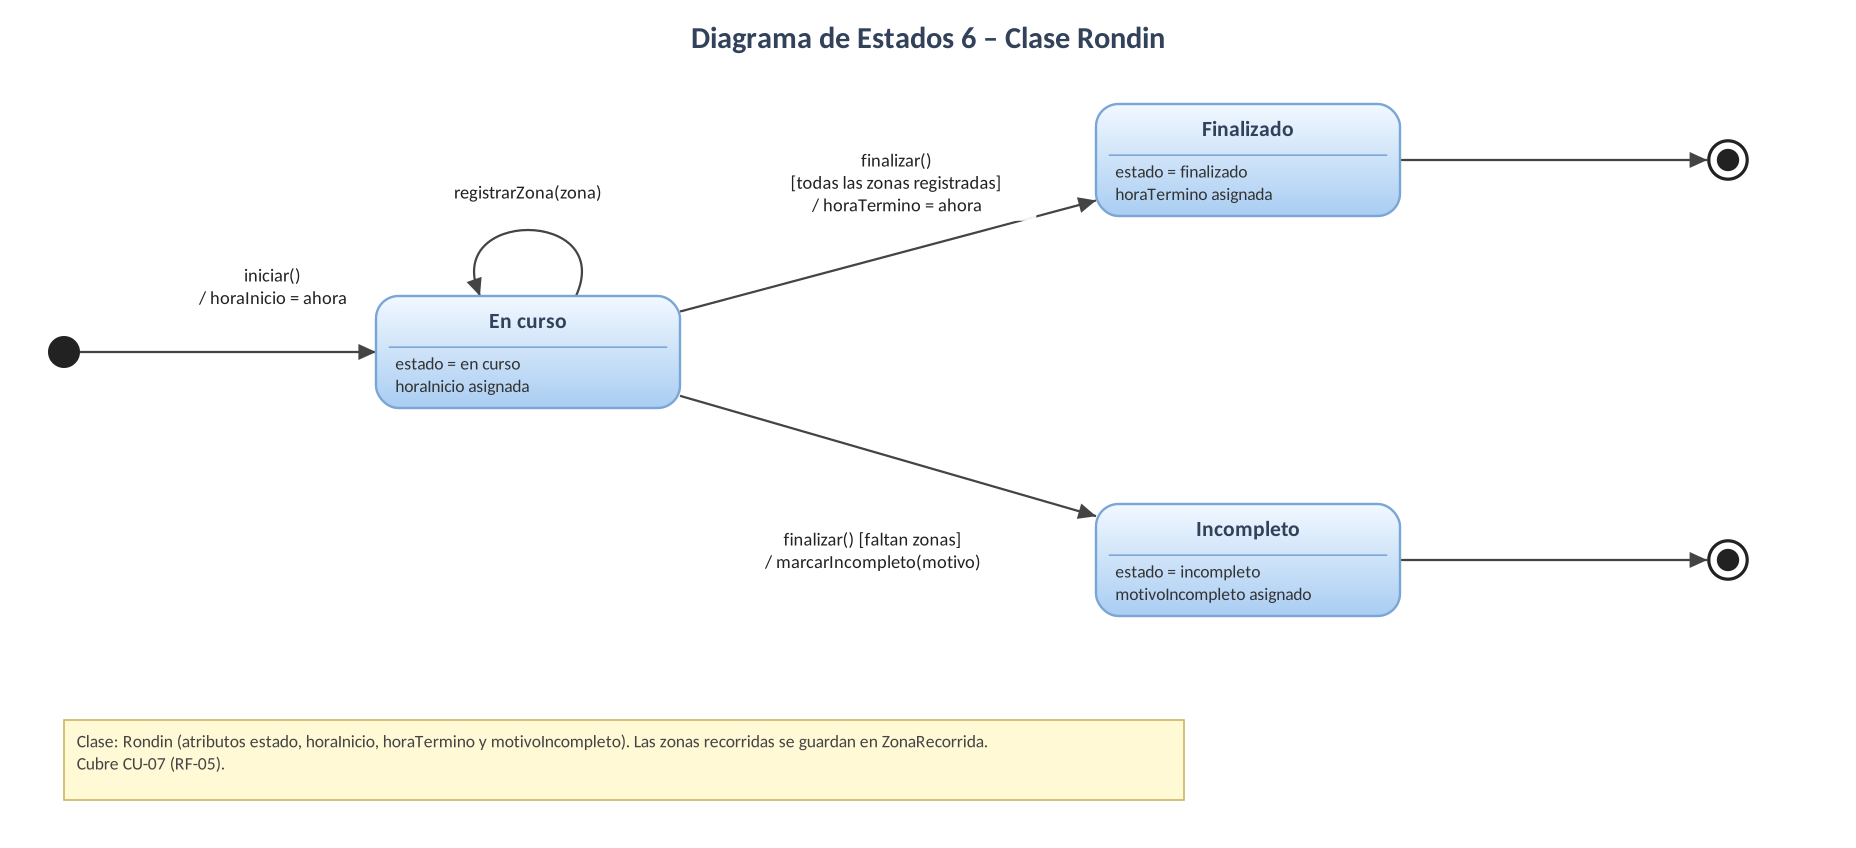 Diagrama de Estados 6 – Clase Rondin
iniciar()
/ horaInicio = ahora
registrarZona(zona)
En curso
estado = en curso
horaInicio asignada
finalizar()
[todas las zonas registradas]
/ horaTermino = ahora
Finalizado
estado = finalizado
horaTermino asignada
finalizar() [faltan zonas]
/ marcarIncompleto(motivo)
Incompleto
estado = incompleto
motivoIncompleto asignado
Clase: Rondin (atributos estado, horaInicio, horaTermino y motivoIncompleto). Las zonas recorridas se guardan en ZonaRecorrida.
Cubre CU-07 (RF-05).